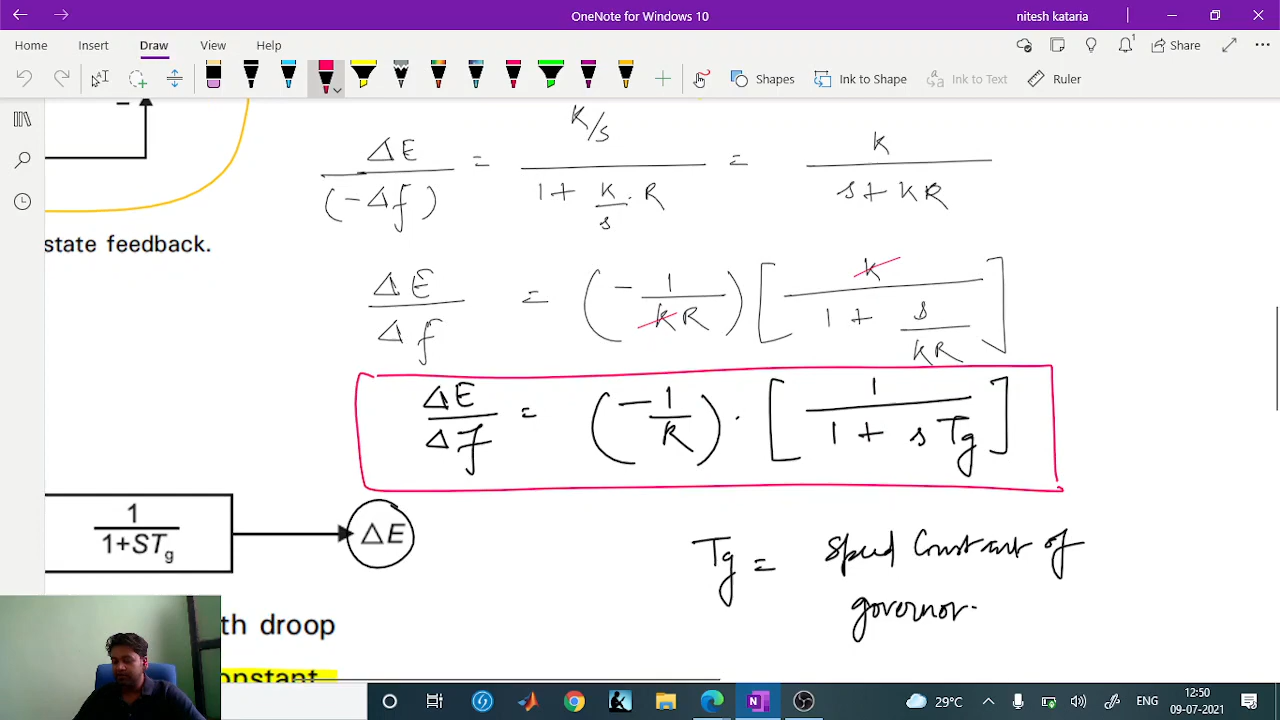 OneNote for Windows 10
nitesh kataria
Home Insert Draw View Help
Share
Shapes
Ink to Shape
Ink to Text
Ruler
ΔE/(-Δf) = (K/s)/(1 + K/s . R) = K/(s + KR)
state feedback.
ΔE/Δf = (-1/KR) [K/(1 + s/KR)]
ΔE/Δf = (-1/R) . [1/(1 + sTg)]
1/(1+STg)
ΔE
Tg = Speed Constant of
governor.
th droop
onstant
29°C
ENG
12:50
09-07-2021